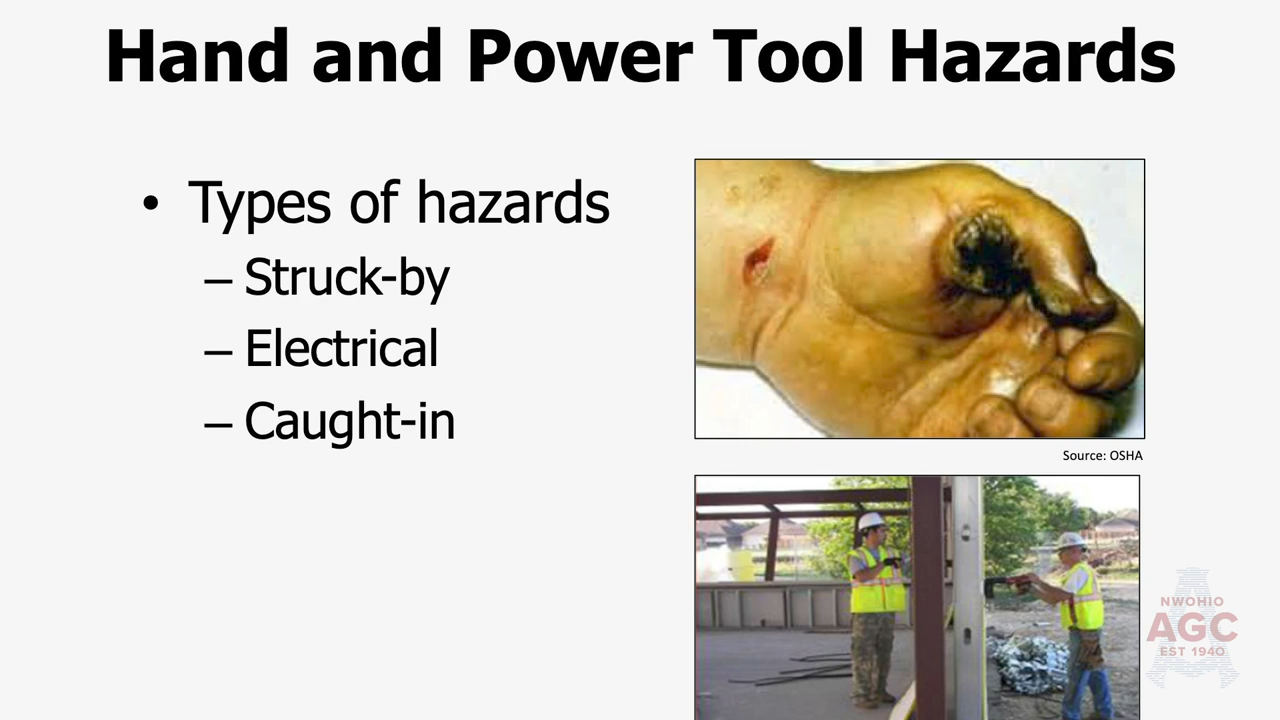 Hand and Power Tool Hazards
• Types of hazards
– Struck-by
– Electrical
– Caught-in
Source: OSHA
NWOHIO
AGC
EST 1940